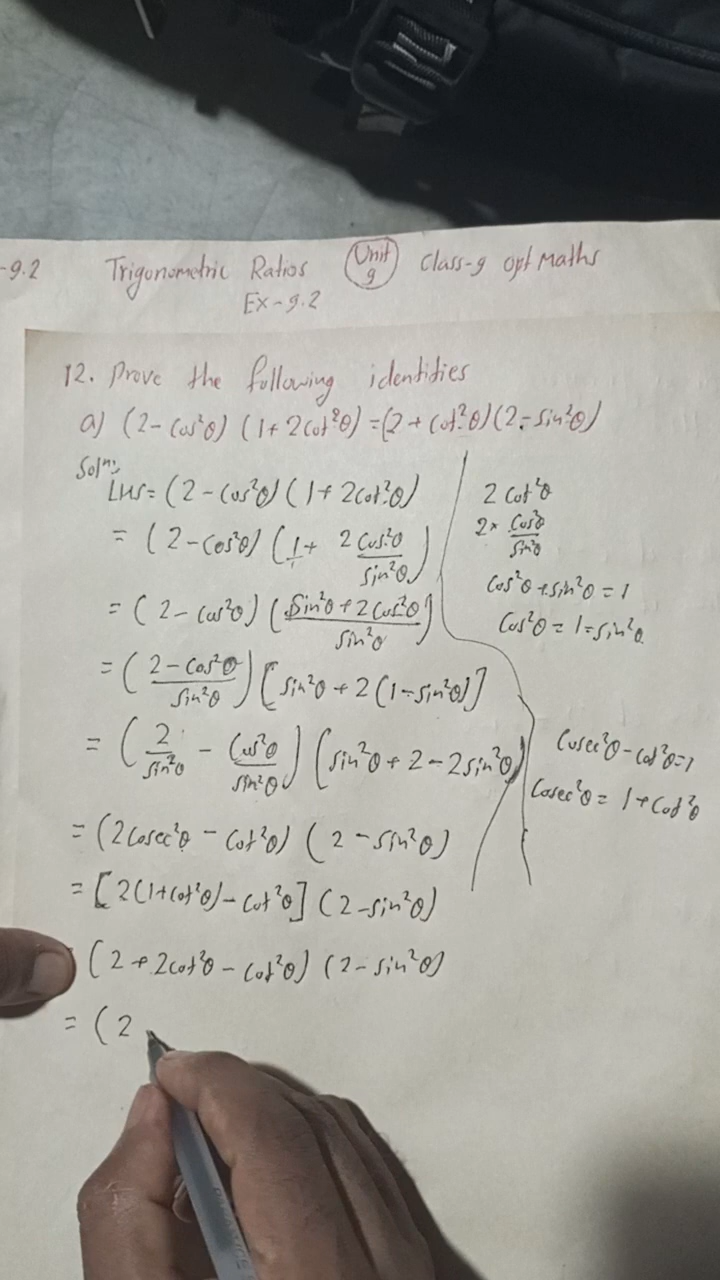 -9.2 Trigonometric Ratios Unit 9 Class-9 opt Maths
Ex-9.2
12. Prove the following identities
a) (2-Cos²θ) (1+2Cot²θ) =(2+Cot²θ)(2-Sin²θ)
Solⁿ:
LHS= (2-Cos²θ) (1+2Cot²θ)
= (2-Cos²θ) (1+ 2Cos²θ/Sin²θ)
= (2-Cos²θ) (Sin²θ+2Cos²θ/Sin²θ)
= (2-Cos²θ/Sin²θ) [Sin²θ+2(1-Sin²θ)]
= (2/Sin²θ - Cos²θ/Sin²θ) (Sin²θ+2-2Sin²θ)
= (2Cosec²θ - Cot²θ) (2-Sin²θ)
= [2(1+Cot²θ)-Cot²θ] (2-Sin²θ)
(2+2Cot²θ-Cot²θ) (2-Sin²θ)
= (2
2Cot²θ
2× Cos²θ/Sin²θ
Cos²θ+Sin²θ=1
Cos²θ=1-Sin²θ
Cosec²θ-Cot²θ=1
Cosec²θ= 1+Cot²θ